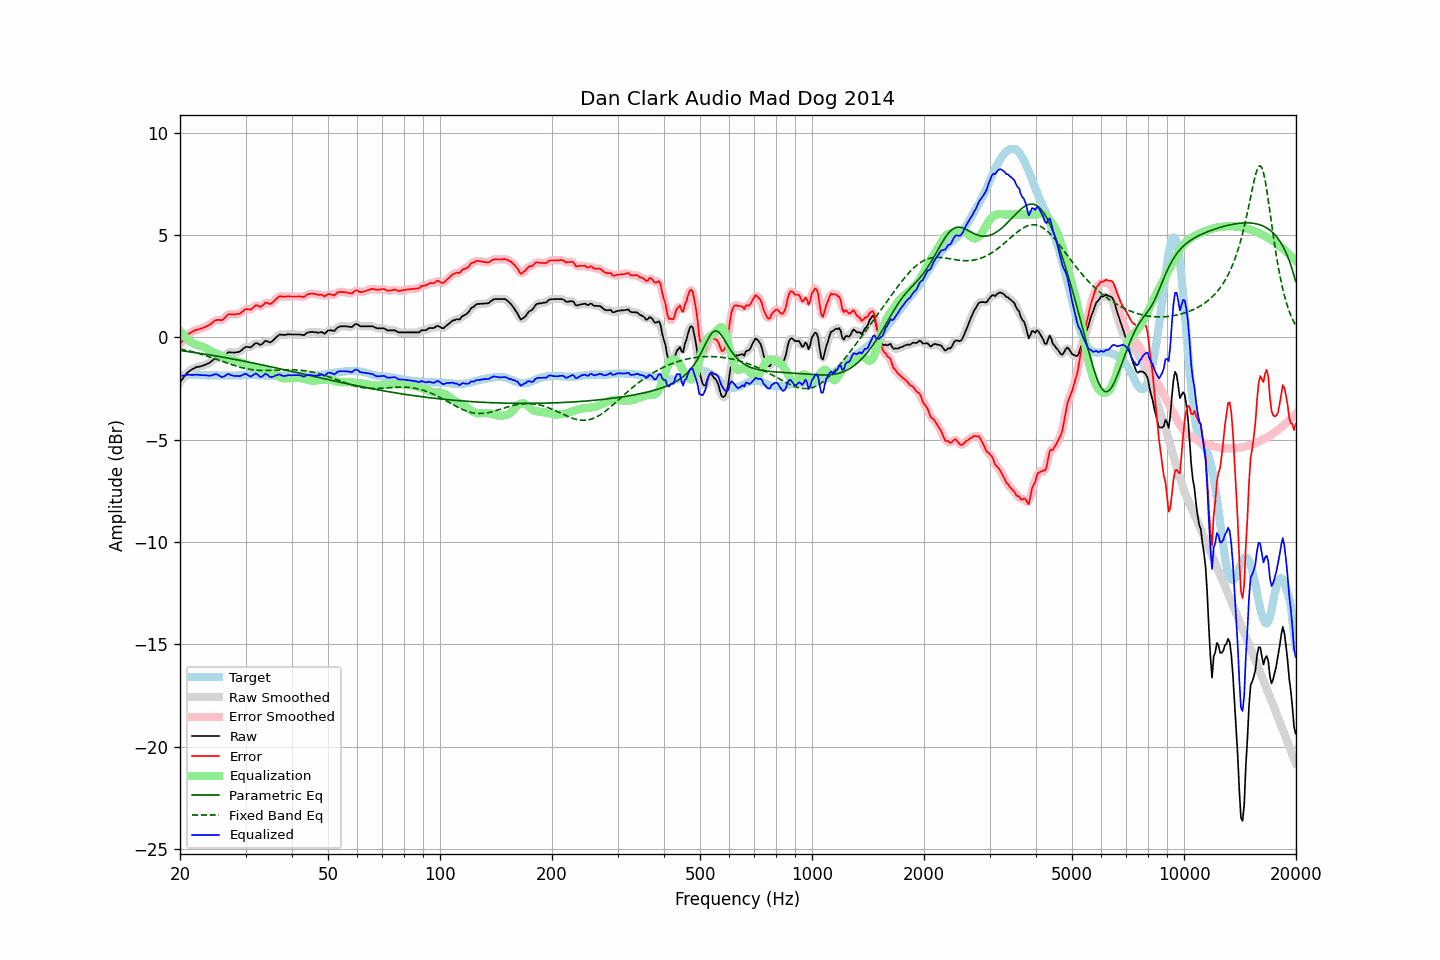 Dan Clark Audio Mad Dog 2014
Amplitude (dBr)
10
5
0
−5
−10
−15
−20
−25
Target
Raw Smoothed
Error Smoothed
Raw
Error
Equalization
Parametric Eq
Fixed Band Eq
Equalized
20 50 100 200 500 1000 2000 5000 10000 20000
Frequency (Hz)